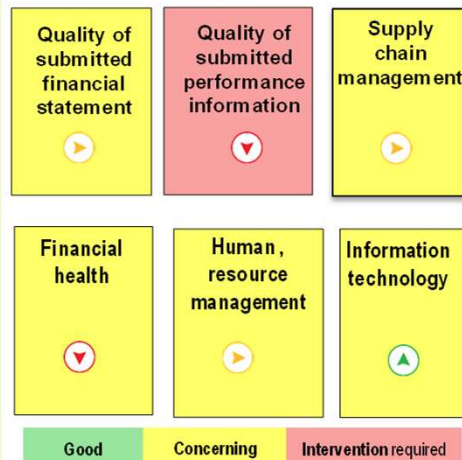 Quality of
submitted
financial
statement
Quality of
submitted
performance
information
Supply
chain
management
Financial
health
Human,
resource
management
Information
technology
Good
Concerning
Intervention required